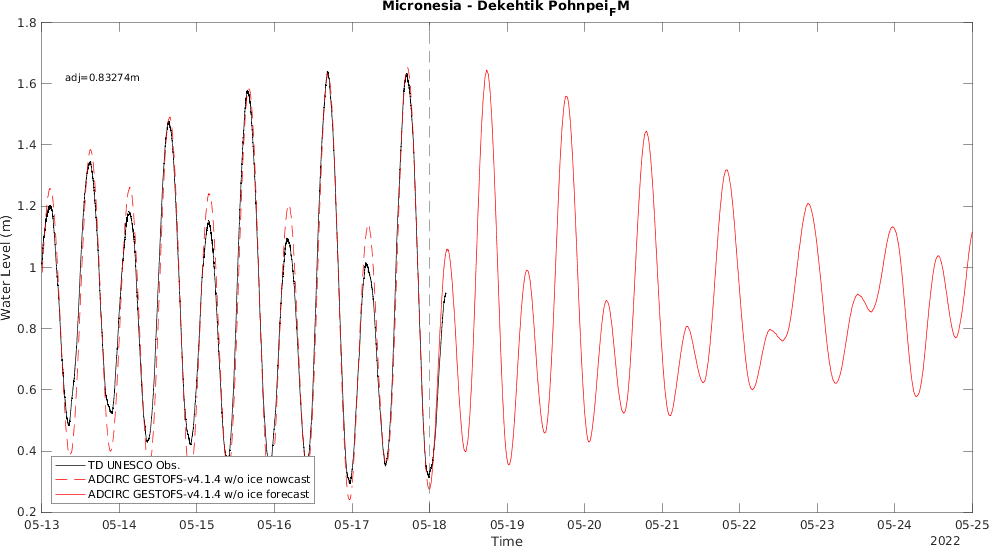 Micronesia - Dekehtik Pohnpei_FM
1.8
1.6
1.4
1.2
1
0.8
0.6
0.4
0.2
Water Level (m)
adj=0.83274m
TD UNESCO Obs.
ADCIRC GESTOFS-v4.1.4 w/o ice nowcast
ADCIRC GESTOFS-v4.1.4 w/o ice forecast
05-13 05-14 05-15 05-16 05-17 05-18 05-19 05-20 05-21 05-22 05-23 05-24 05-25
Time
2022